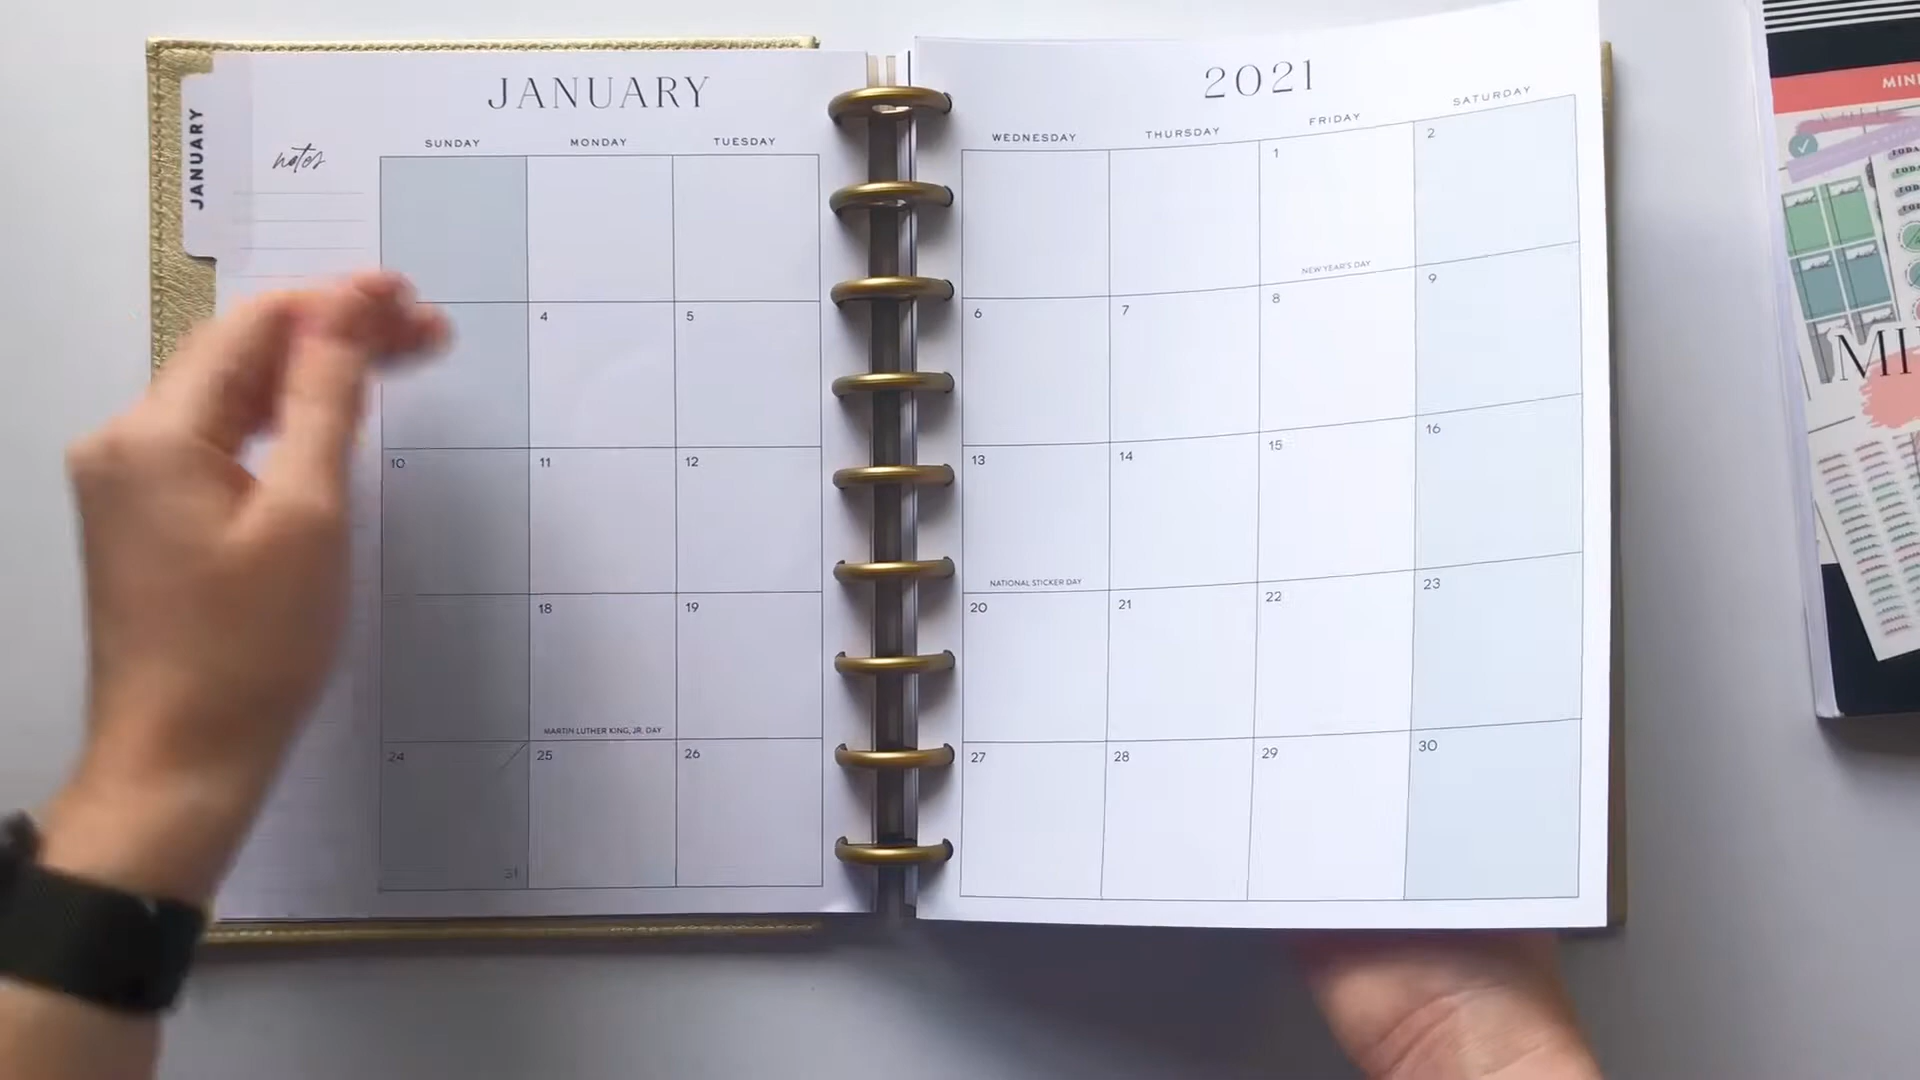 JANUARY
JANUARY
notes
SUNDAY MONDAY TUESDAY
4 5
10 11 12
18 19
MARTIN LUTHER KING, JR. DAY
24 25 26
31
2021
WEDNESDAY THURSDAY FRIDAY SATURDAY
1 2
NEW YEAR'S DAY
6 7 8 9
13 14 15 16
NATIONAL STICKER DAY
20 21 22 23
27 28 29 30
MINI
MI